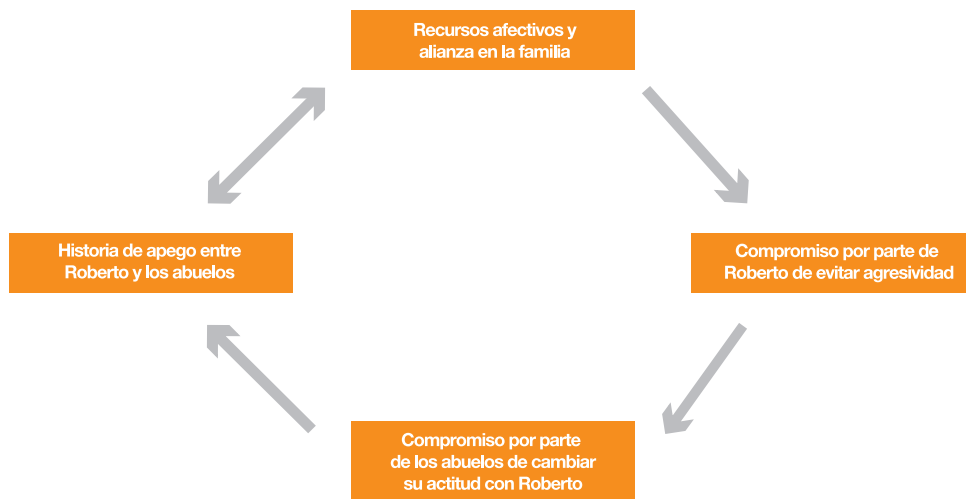 Recursos afectivos y
alianza en la familia
Historia de apego entre
Roberto y los abuelos
Compromiso por parte de
Roberto de evitar agresividad
Compromiso por parte
de los abuelos de cambiar
su actitud con Roberto